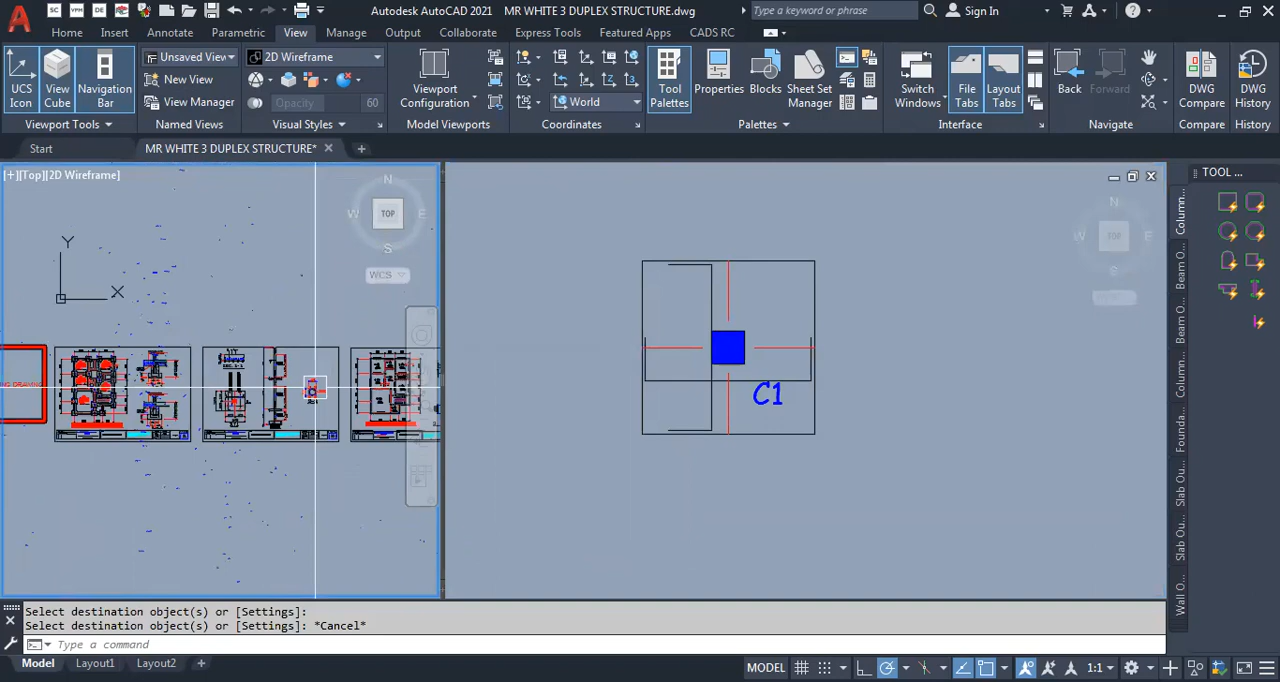 SC VPM DE Autodesk AutoCAD 2021 MR WHITE 3 DUPLEX STRUCTURE.dwg Type a keyword or phrase Sign In
Home Insert Annotate Parametric View Manage Output Collaborate Express Tools Featured Apps CADS RC
UCS Icon
View Cube
Navigation Bar
Viewport Tools
Unsaved View
New View
View Manager
Named Views
2D Wireframe
Opacity 60
Visual Styles
Viewport Configuration
Model Viewports
World
Coordinates
Tool Palettes
Properties
Blocks
Sheet Set Manager
Palettes
Switch Windows
File Tabs
Layout Tabs
Interface
Back
Forward
Navigate
DWG Compare
Compare
DWG History
History
Start MR WHITE 3 DUPLEX STRUCTURE*
[+][Top][2D Wireframe]
N
W TOP E
S
WCS
Y
X
N
W TOP E
S
C1
TOOL ...
Column...
Beam O...
Beam O...
Column...
Founda...
Slab Ou...
Slab Ou...
Wall O...
Select destination object(s) or [Settings]:
Select destination object(s) or [Settings]: *Cancel*
Type a command
Model Layout1 Layout2
MODEL 1:1